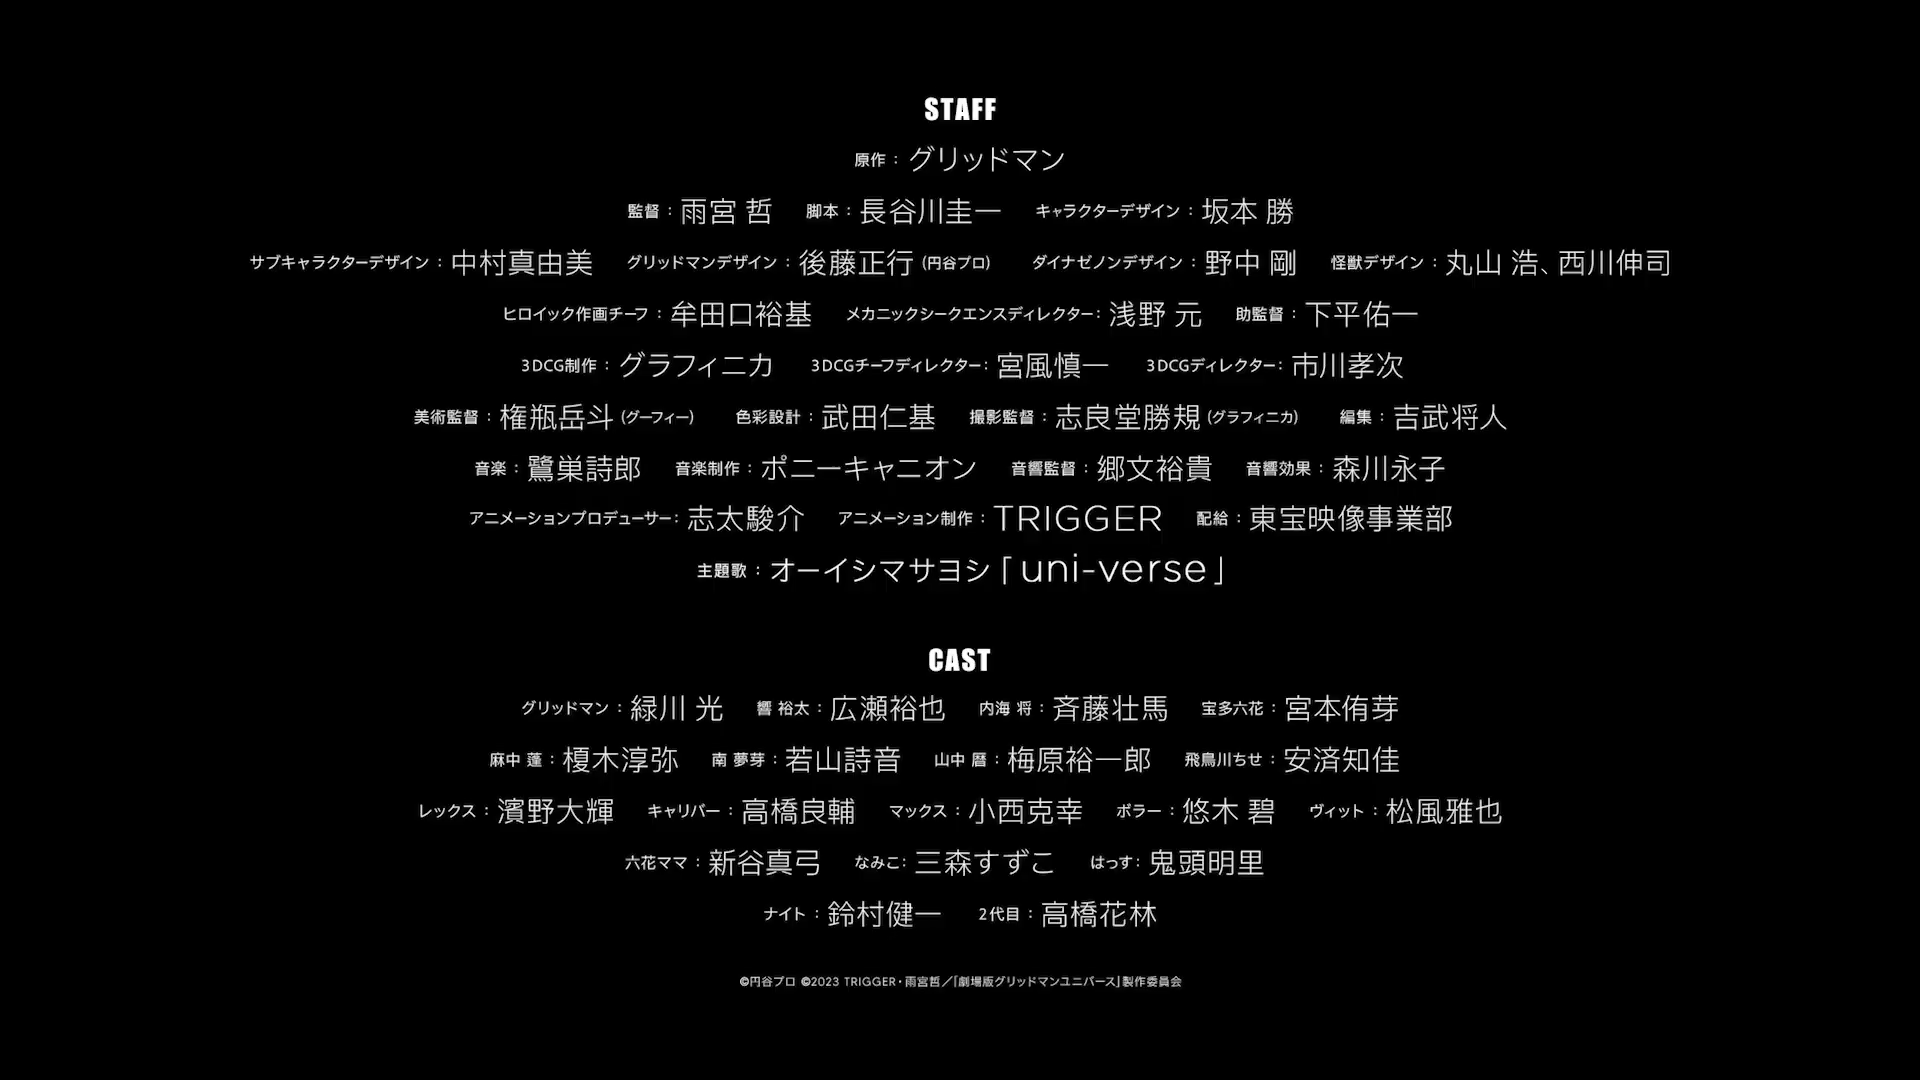 STAFF
原作：グリッドマン
監督：雨宮 哲　脚本：長谷川圭一　キャラクターデザイン：坂本 勝
サブキャラクターデザイン：中村真由美　グリッドマンデザイン：後藤正行（円谷プロ）　ダイナゼノンデザイン：野中 剛　怪獣デザイン：丸山 浩、西川伸司
ヒロイック作画チーフ：牟田口裕基　メカニックシークエンスディレクター：浅野 元　助監督：下平佑一
3DCG制作：グラフィニカ　3DCGチーフディレクター：宮風慎一　3DCGディレクター：市川孝次
美術監督：権瓶岳斗（グーフィー）　色彩設計：武田仁基　撮影監督：志良堂勝規（グラフィニカ）　編集：吉武将人
音楽：鷺巣詩郎　音楽制作：ポニーキャニオン　音響監督：郷文裕貴　音響効果：森川永子
アニメーションプロデューサー：志太駿介　アニメーション制作：TRIGGER　配給：東宝映像事業部
主題歌：オーイシマサヨシ「uni-verse」
CAST
グリッドマン：緑川 光　響 裕太：広瀬裕也　内海 将：斉藤壮馬　宝多六花：宮本侑芽
麻中 蓬：榎木淳弥　南 夢芽：若山詩音　山中 暦：梅原裕一郎　飛鳥川ちせ：安済知佳
レックス：濱野大輝　キャリバー：高橋良輔　マックス：小西克幸　ボラー：悠木 碧　ヴィット：松風雅也
六花ママ：新谷真弓　なみこ：三森すずこ　はっす：鬼頭明里
ナイト：鈴村健一　2代目：高橋花林
©円谷プロ ©2023 TRIGGER・雨宮哲／「劇場版グリッドマンユニバース」製作委員会